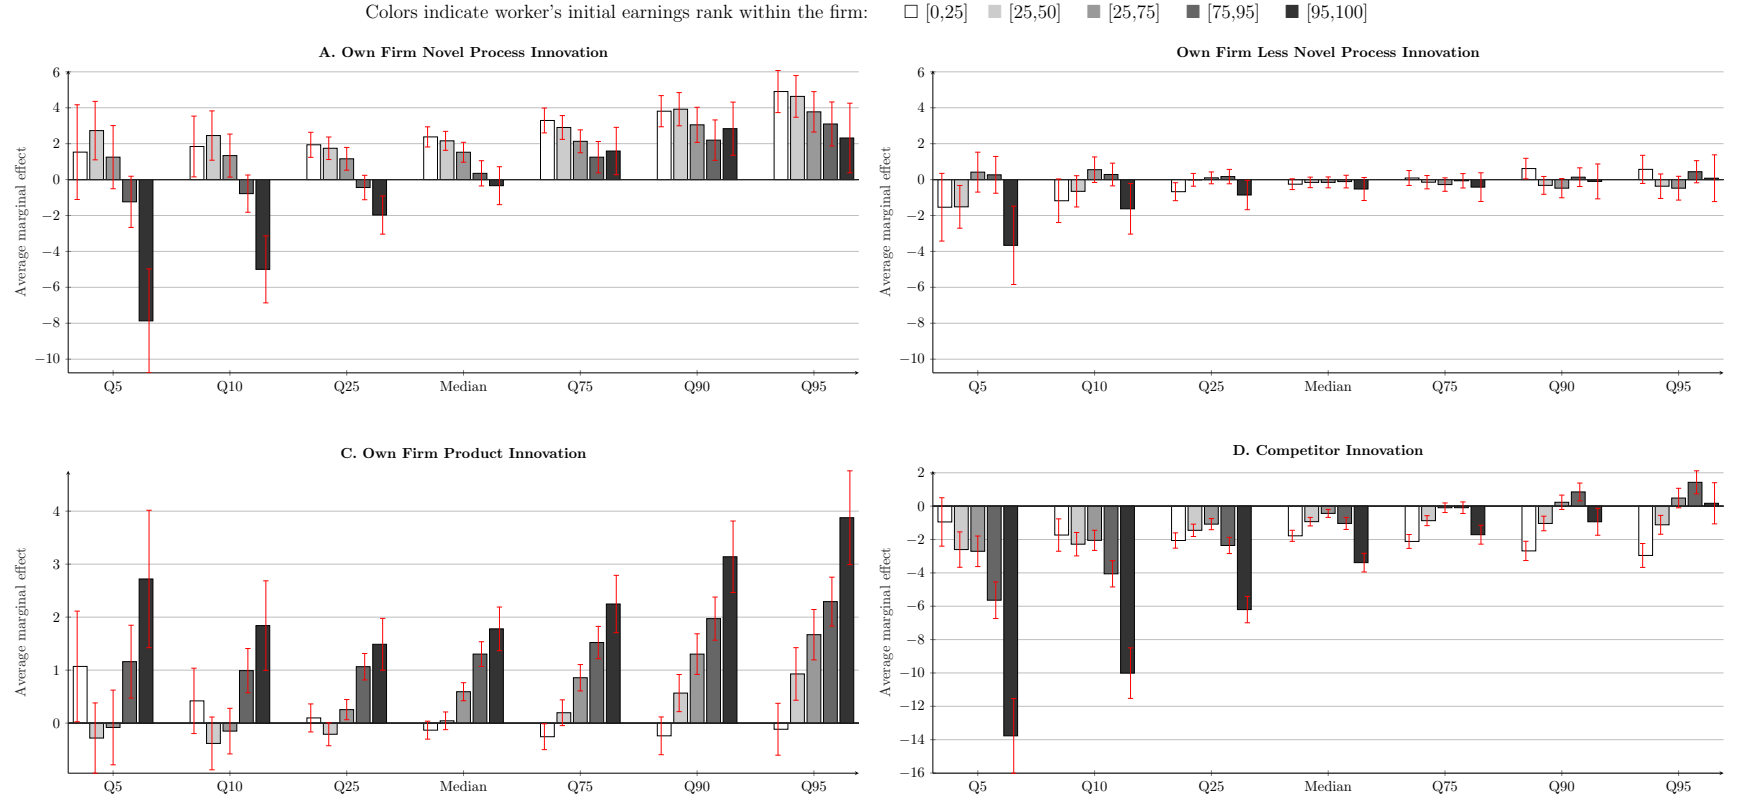 Colors indicate worker's initial earnings rank within the firm: [0,25] [25,50] [25,75] [75,95] [95,100]
A. Own Firm Novel Process Innovation
Average marginal effect
6
4
2
0
−2
−4
−6
−8
−10
Q5 Q10 Q25 Median Q75 Q90 Q95
Own Firm Less Novel Process Innovation
Average marginal effect
6
4
2
0
−2
−4
−6
−8
−10
Q5 Q10 Q25 Median Q75 Q90 Q95
C. Own Firm Product Innovation
Average marginal effect
4
3
2
1
0
Q5 Q10 Q25 Median Q75 Q90 Q95
D. Competitor Innovation
Average marginal effect
2
0
−2
−4
−6
−8
−10
−12
−14
−16
Q5 Q10 Q25 Median Q75 Q90 Q95